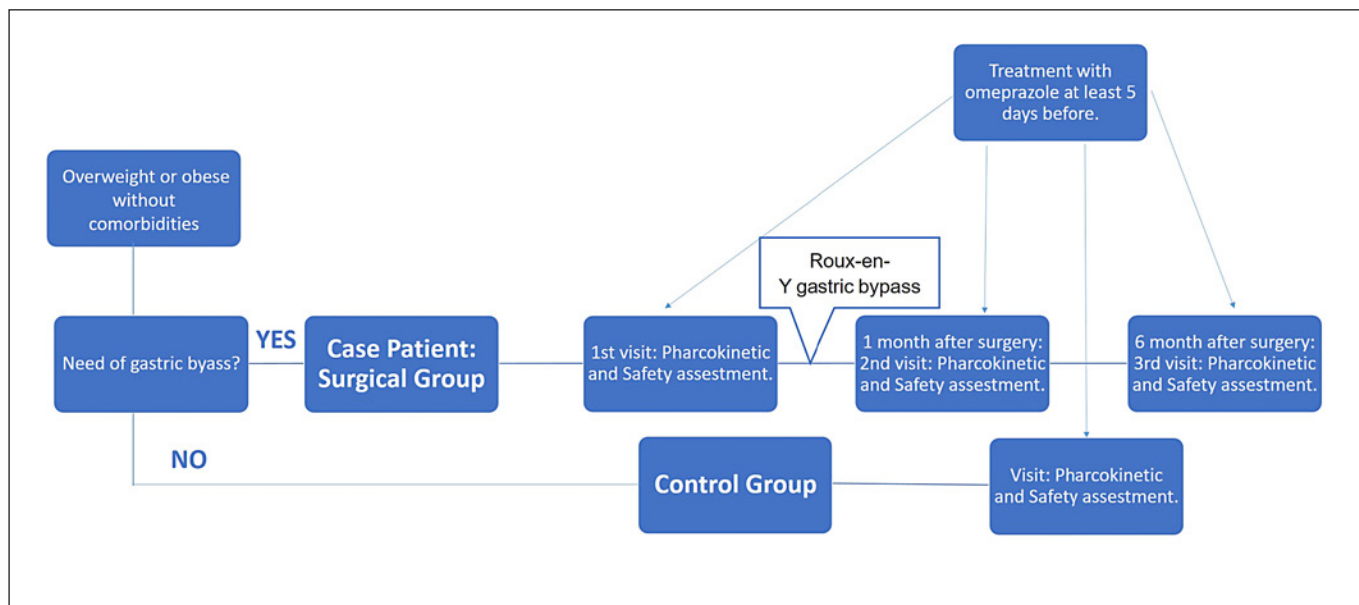 Treatment with
omeprazole at least 5
days before.
Overweight or obese
without
comorbidities
Roux-en-
Y gastric bypass
Need of gastric byass?
YES
Case Patient:
Surgical Group
1st visit: Pharcokinetic
and Safety assestment.
1 month after surgery:
2nd visit: Pharcokinetic
and Safety assestment.
6 month after surgery:
3rd visit: Pharcokinetic
and Safety assestment.
NO
Control Group
Visit: Pharcokinetic
and Safety assestment.